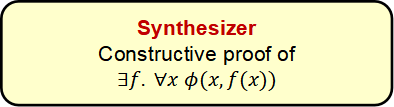 Synthesizer
Constructive proof of
∃𝑓. ∀𝑥 𝜙(𝑥, 𝑓(𝑥))